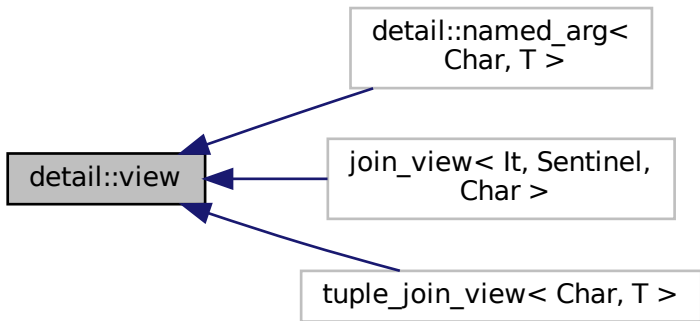 detail::named_arg<
Char, T >
detail::view
join_view< It, Sentinel,
Char >
tuple_join_view< Char, T >